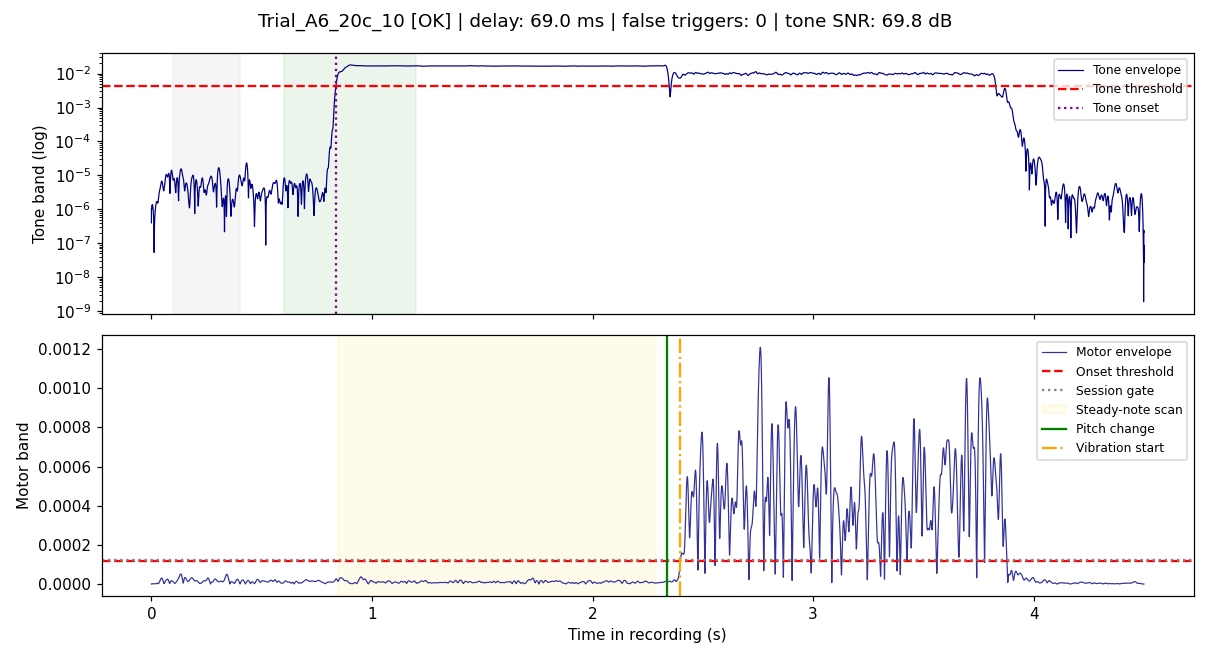 Trial_A6_20c_10 [OK] | delay: 69.0 ms | false triggers: 0 | tone SNR: 69.8 dB
Tone band (log)
10⁻²
10⁻³
10⁻⁴
10⁻⁵
10⁻⁶
10⁻⁷
10⁻⁸
10⁻⁹
Tone envelope
Tone threshold
Tone onset
Motor band
0.0012
0.0010
0.0008
0.0006
0.0004
0.0002
0.0000
Motor envelope
Onset threshold
Session gate
Steady-note scan
Pitch change
Vibration start
0 1 2 3 4
Time in recording (s)